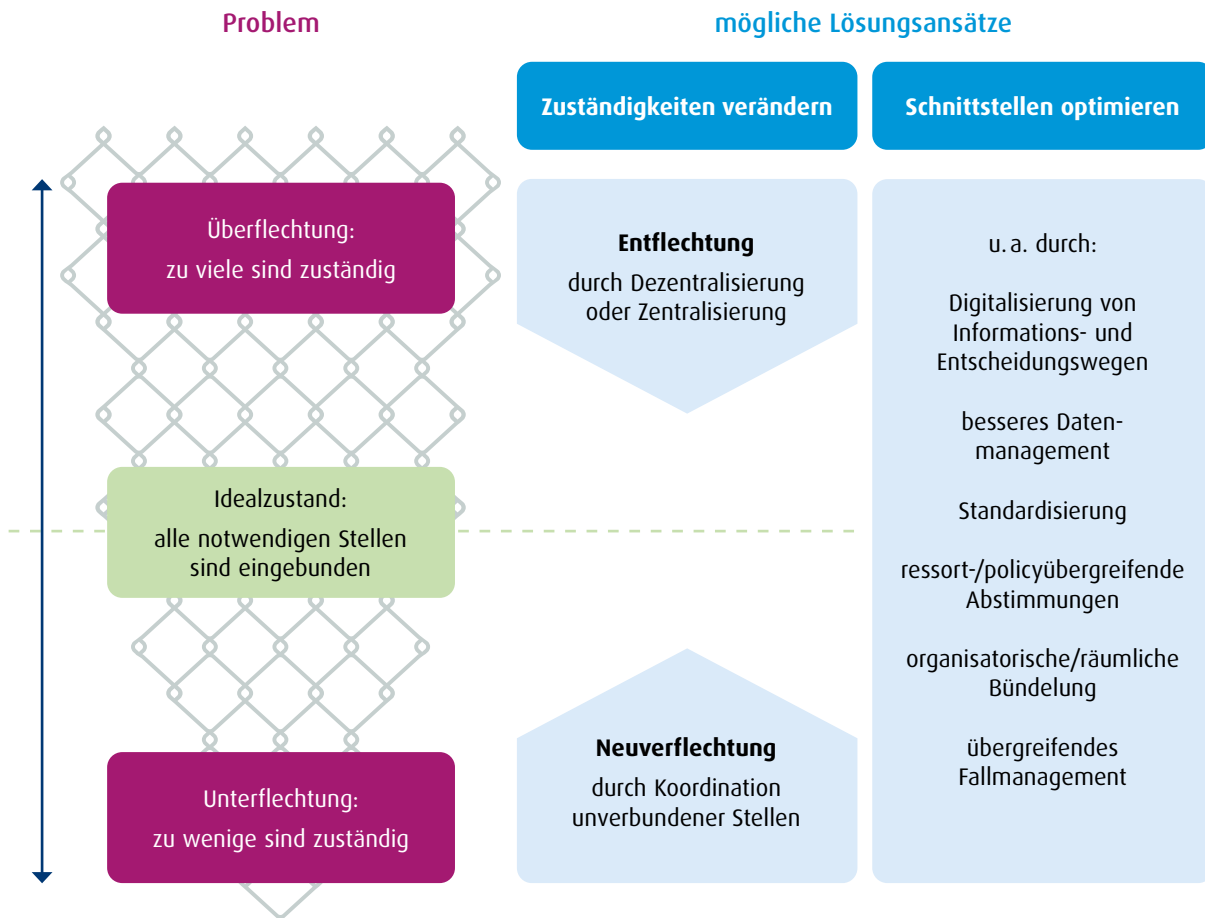 Problem
mögliche Lösungsansätze
Zuständigkeiten verändern
Schnittstellen optimieren
Überflechtung:
zu viele sind zuständig
Idealzustand:
alle notwendigen Stellen
sind eingebunden
Unterflechtung:
zu wenige sind zuständig
Entflechtung
durch Dezentralisierung
oder Zentralisierung
Neuverflechtung
durch Koordination
unverbundener Stellen
u. a. durch:
Digitalisierung von
Informations- und
Entscheidungswegen
besseres Daten-
management
Standardisierung
ressort-/policyübergreifende
Abstimmungen
organisatorische/räumliche
Bündelung
übergreifendes
Fallmanagement